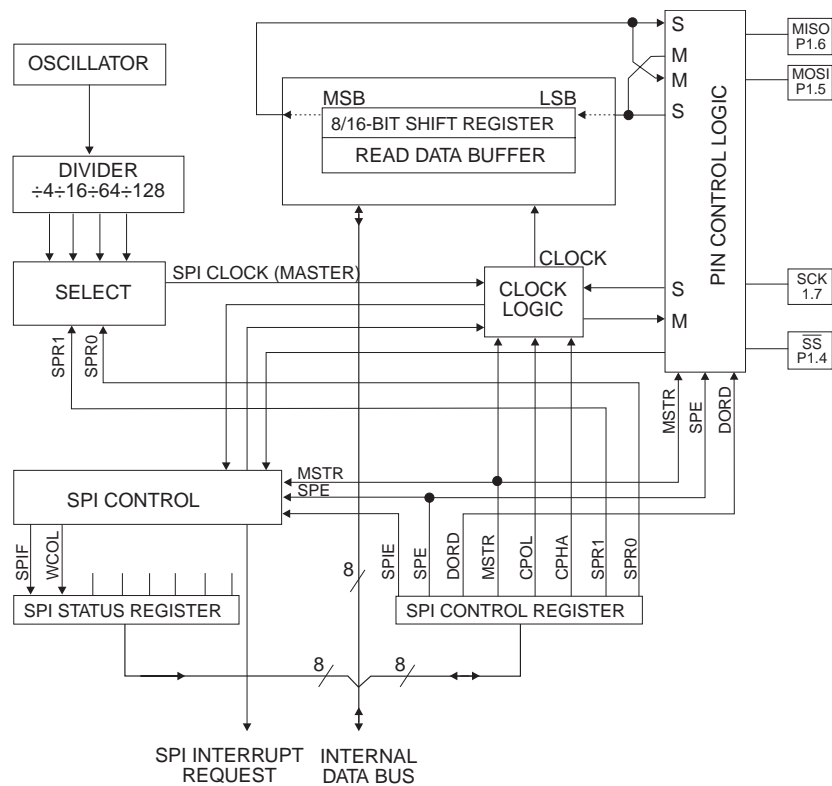 OSCILLATOR
DIVIDER
÷4÷16÷64÷128
SELECT
SPI CLOCK (MASTER)
SPR1
SPR0
MSB
LSB
8/16-BIT SHIFT REGISTER
READ DATA BUFFER
CLOCK
CLOCK
LOGIC
S
M
M
S
S
M
PIN CONTROL LOGIC
MISO
P1.6
MOSI
P1.5
SCK
1.7
SS
P1.4
MSTR
SPE
DORD
SPI CONTROL
MSTR
SPE
SPIF
WCOL
SPI STATUS REGISTER
SPIE
SPE
DORD
MSTR
CPOL
CPHA
SPR1
SPR0
SPI CONTROL REGISTER
8
8
8
SPI INTERRUPT
REQUEST
INTERNAL
DATA BUS